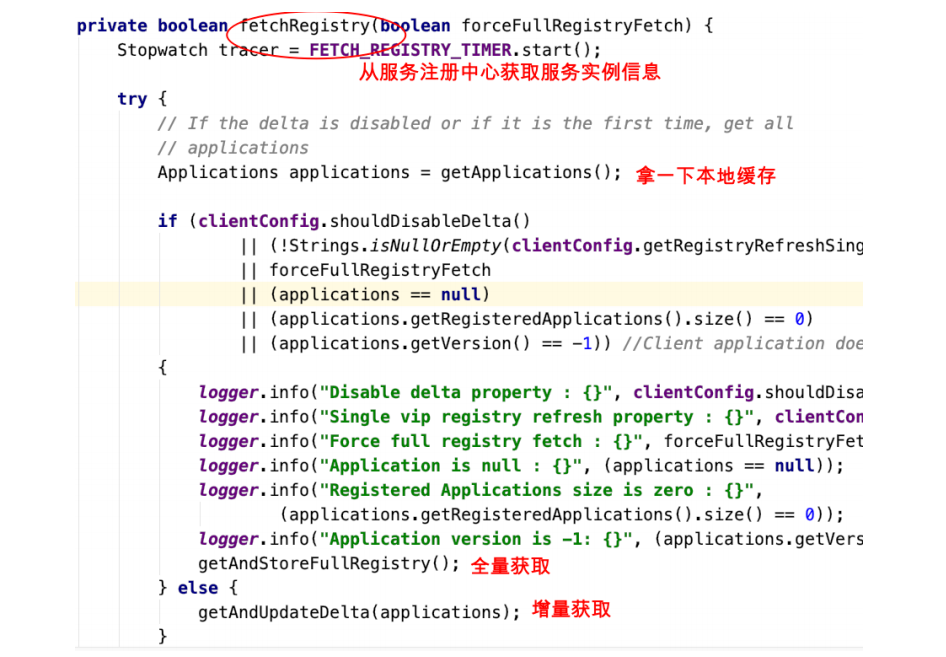 private boolean fetchRegistry(boolean forceFullRegistryFetch) {
Stopwatch tracer = FETCH_REGISTRY_TIMER.start();
从服务注册中心获取服务实例信息
try {
// If the delta is disabled or if it is the first time, get all
// applications
Applications applications = getApplications(); 拿一下本地缓存
if (clientConfig.shouldDisableDelta()
|| (!Strings.isNullOrEmpty(clientConfig.getRegistryRefreshSing
|| forceFullRegistryFetch
|| (applications == null)
|| (applications.getRegisteredApplications().size() == 0)
|| (applications.getVersion() == -1)) //Client application doe
{
logger.info("Disable delta property : {}", clientConfig.shouldDisa
logger.info("Single vip registry refresh property : {}", clientCon
logger.info("Force full registry fetch : {}", forceFullRegistryFet
logger.info("Application is null : {}", (applications == null));
logger.info("Registered Applications size is zero : {}",
(applications.getRegisteredApplications().size() == 0));
logger.info("Application version is -1: {}", (applications.getVers
getAndStoreFullRegistry(); 全量获取
} else {
getAndUpdateDelta(applications); 增量获取
}